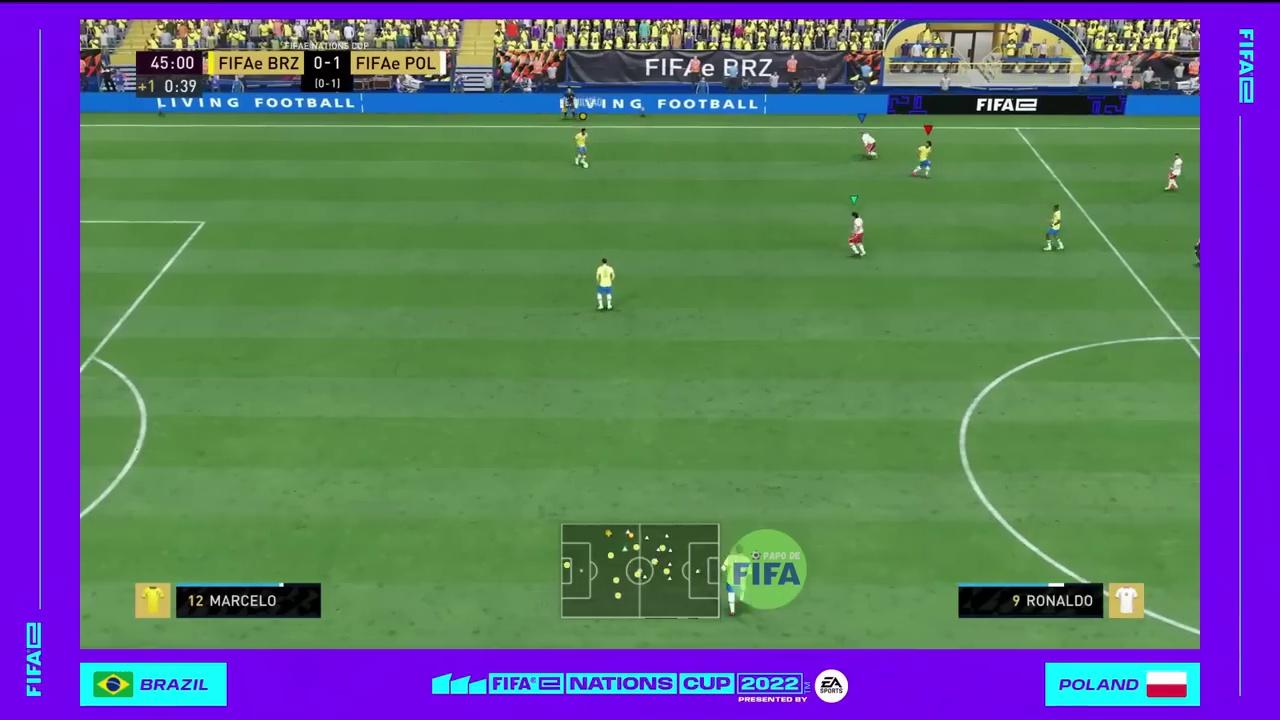 FIFAe NATIONS CUP
45:00 FIFAe BRZ 0-1 FIFAe POL
+1 0:39 [0-1]
FIFAe BRZ
LIVING FOOTBALL
LIVING FOOTBALL
FIFAe
FIFAe
FIFAe
PAPO DE
FIFA
12 MARCELO
9 RONALDO
BRAZIL
FIFAe NATIONS CUP 2022™
PRESENTED BY
EA
SPORTS
POLAND